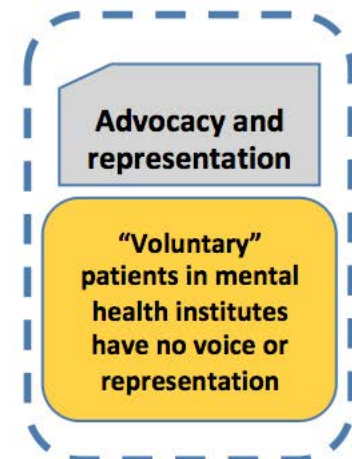 Advocacy and
representation
“Voluntary”
patients in mental
health institutes
have no voice or
representation